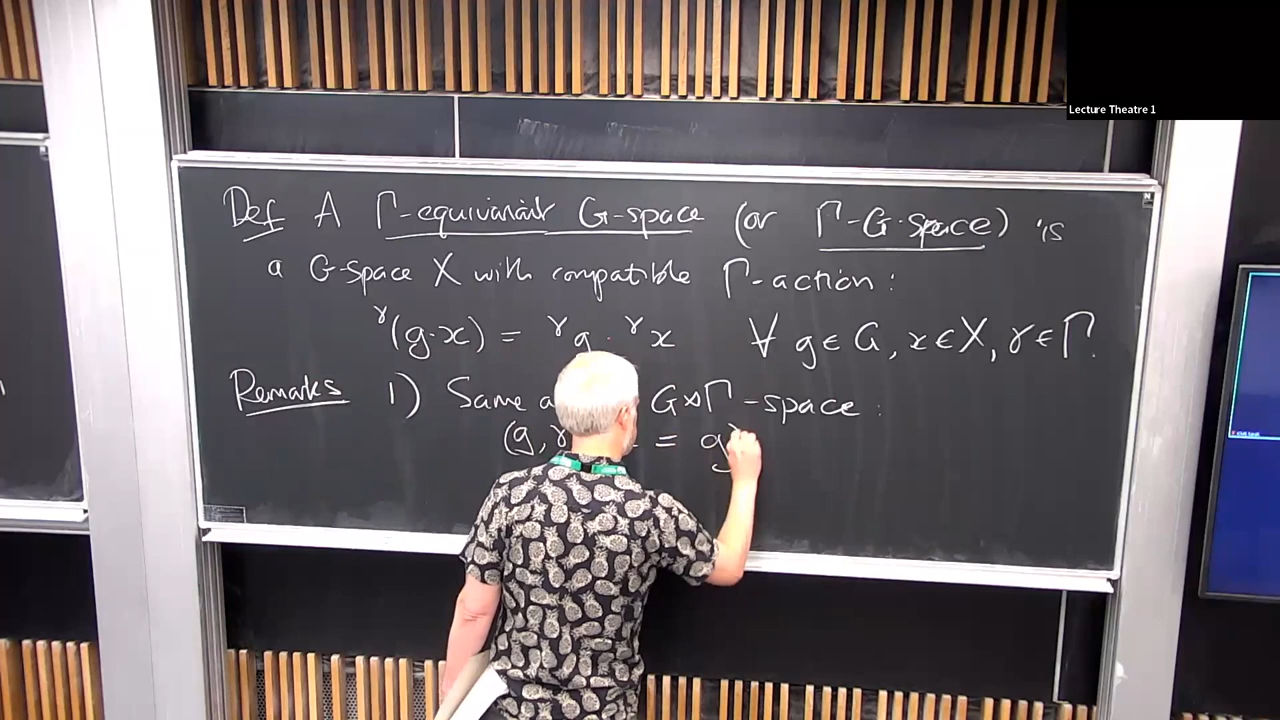 Lecture Theatre 1
Def A Γ-equivariant G-space (or Γ-G-space) is
a G-space X with compatible Γ-action :
ᵞ(g·x) = ᵞg · ᵞx ∀ g ∈ G, x ∈ X, γ ∈ Γ.
Remarks 1) Same G⋊Γ-space :
(g,γ = g